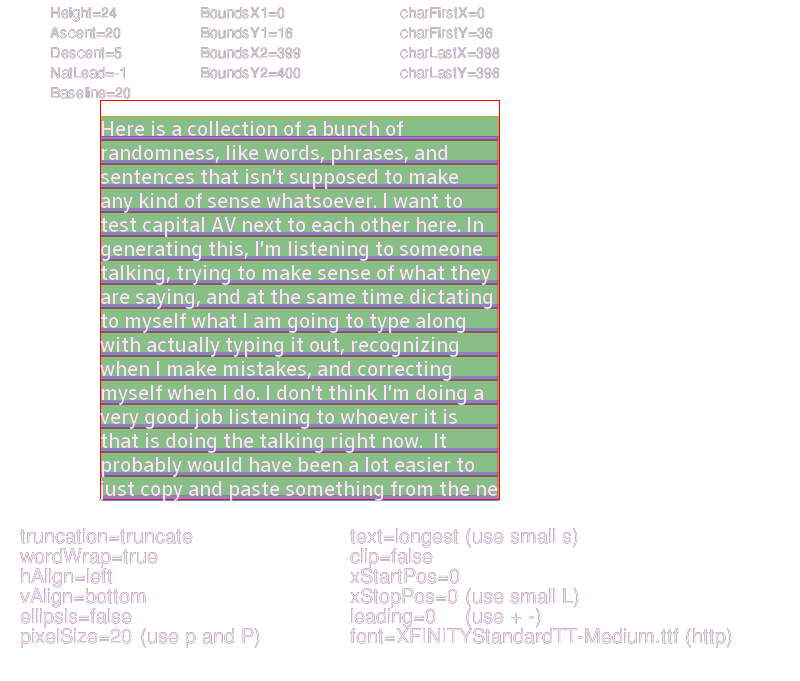 Height=24 BoundsX1=0 charFirstX=0
Ascent=20 BoundsY1=16 charFirstY=36
Descent=5 BoundsX2=399 charLastX=398
NatLead=-1 BoundsY2=400 charLastY=396
Baseline=20
Here is a collection of a bunch of
randomness, like words, phrases, and
sentences that isn't supposed to make
any kind of sense whatsoever. I want to
test capital AV next to each other here. In
generating this, I'm listening to someone
talking, trying to make sense of what they
are saying, and at the same time dictating
to myself what I am going to type along
with actually typing it out, recognizing
when I make mistakes, and correcting
myself when I do. I don't think I'm doing a
very good job listening to whoever it is
that is doing the talking right now.  It
probably would have been a lot easier to
just copy and paste something from the ne
truncation=truncate text=longest (use small s)
wordWrap=true clip=false
hAlign=left xStartPos=0
vAlign=bottom xStopPos=0 (use small L)
ellipsis=false leading=0 (use + -)
pixelSize=20 (use p and P) font=XFINITYStandardTT-Medium.ttf (http)